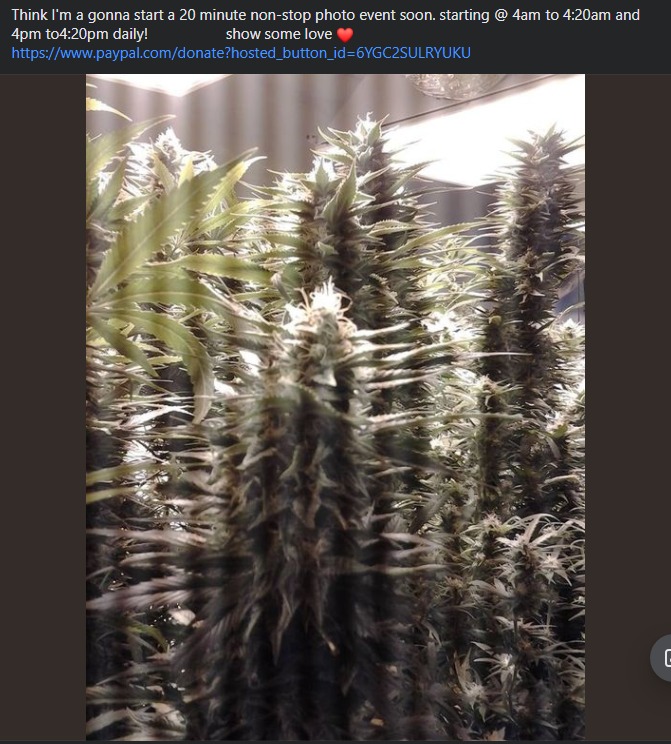 Think I'm a gonna start a 20 minute non-stop photo event soon. starting @ 4am to 4:20am and
4pm to4:20pm daily! show some love ❤️
https://www.paypal.com/donate?hosted_button_id=6YGC2SULRYUKU